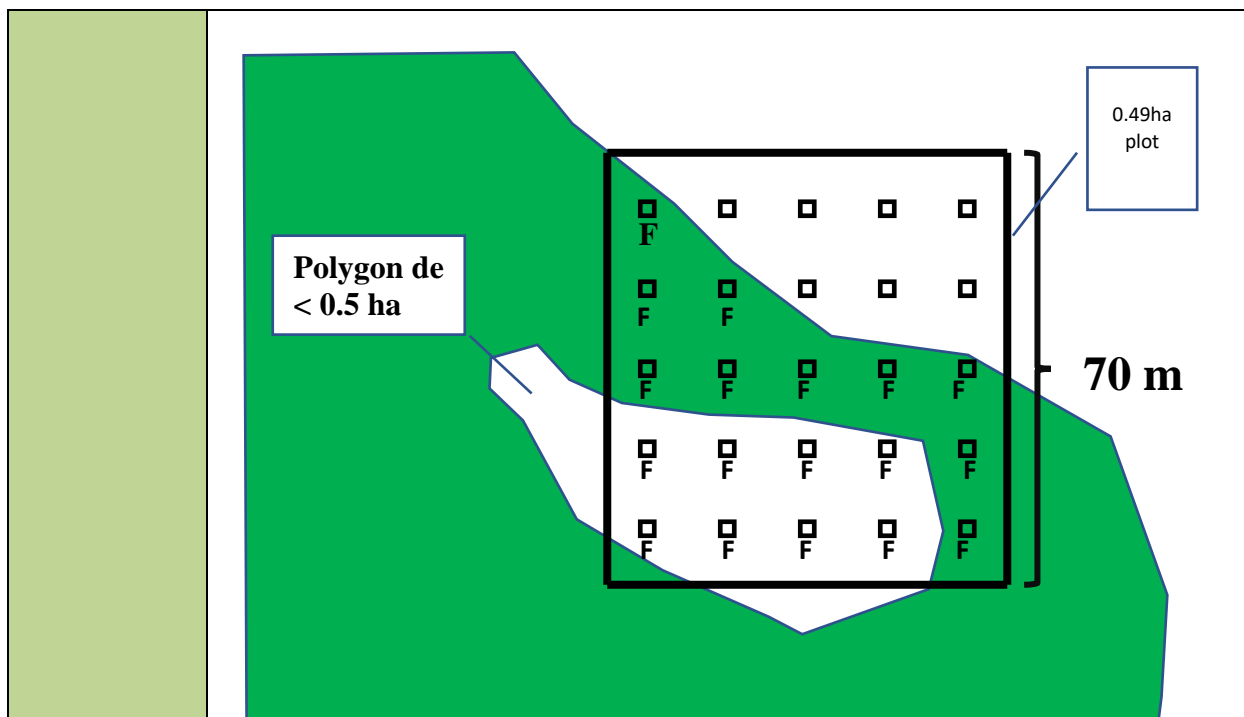 0.49ha
plot
F
Polygon de
< 0.5 ha
F F
70 m
F F F F F
F F F F F
F F F F F